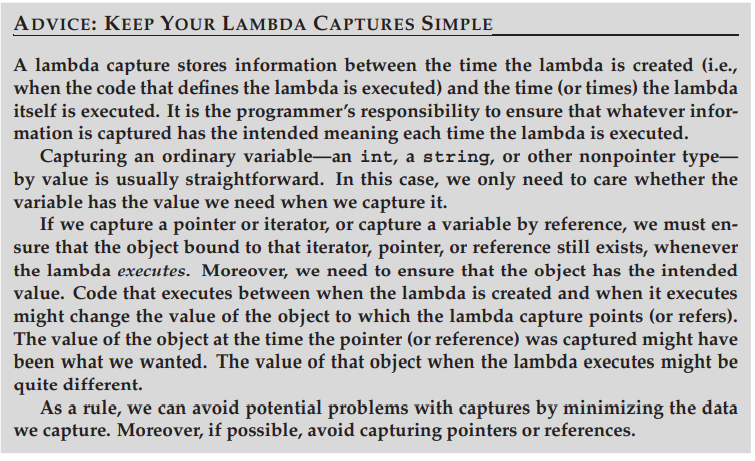 ADVICE: KEEP YOUR LAMBDA CAPTURES SIMPLE
A lambda capture stores information between the time the lambda is created (i.e.,
when the code that defines the lambda is executed) and the time (or times) the lambda
itself is executed. It is the programmer’s responsibility to ensure that whatever infor-
mation is captured has the intended meaning each time the lambda is executed.
Capturing an ordinary variable—an int, a string, or other nonpointer type—
by value is usually straightforward. In this case, we only need to care whether the
variable has the value we need when we capture it.
If we capture a pointer or iterator, or capture a variable by reference, we must en-
sure that the object bound to that iterator, pointer, or reference still exists, whenever
the lambda executes. Moreover, we need to ensure that the object has the intended
value. Code that executes between when the lambda is created and when it executes
might change the value of the object to which the lambda capture points (or refers).
The value of the object at the time the pointer (or reference) was captured might have
been what we wanted. The value of that object when the lambda executes might be
quite different.
As a rule, we can avoid potential problems with captures by minimizing the data
we capture. Moreover, if possible, avoid capturing pointers or references.